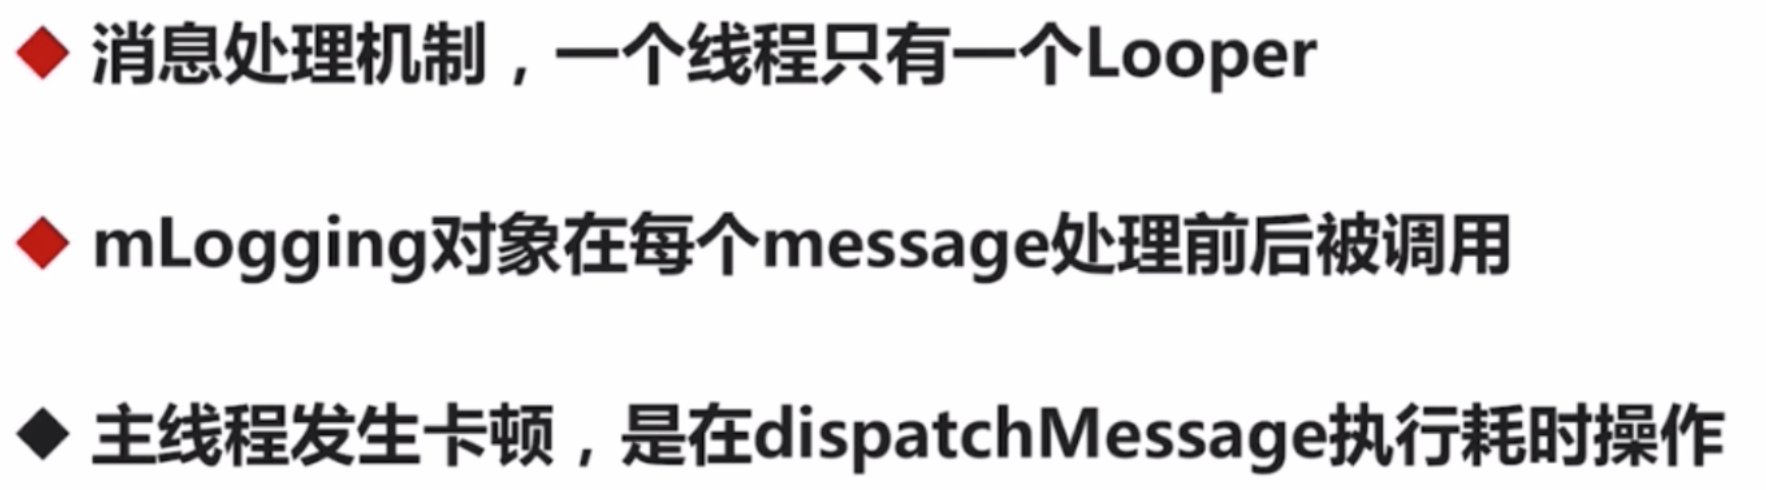 消息处理机制，一个线程只有一个Looper
mLogging对象在每个message处理前后被调用
主线程发生卡顿，是在dispatchMessage执行耗时操作